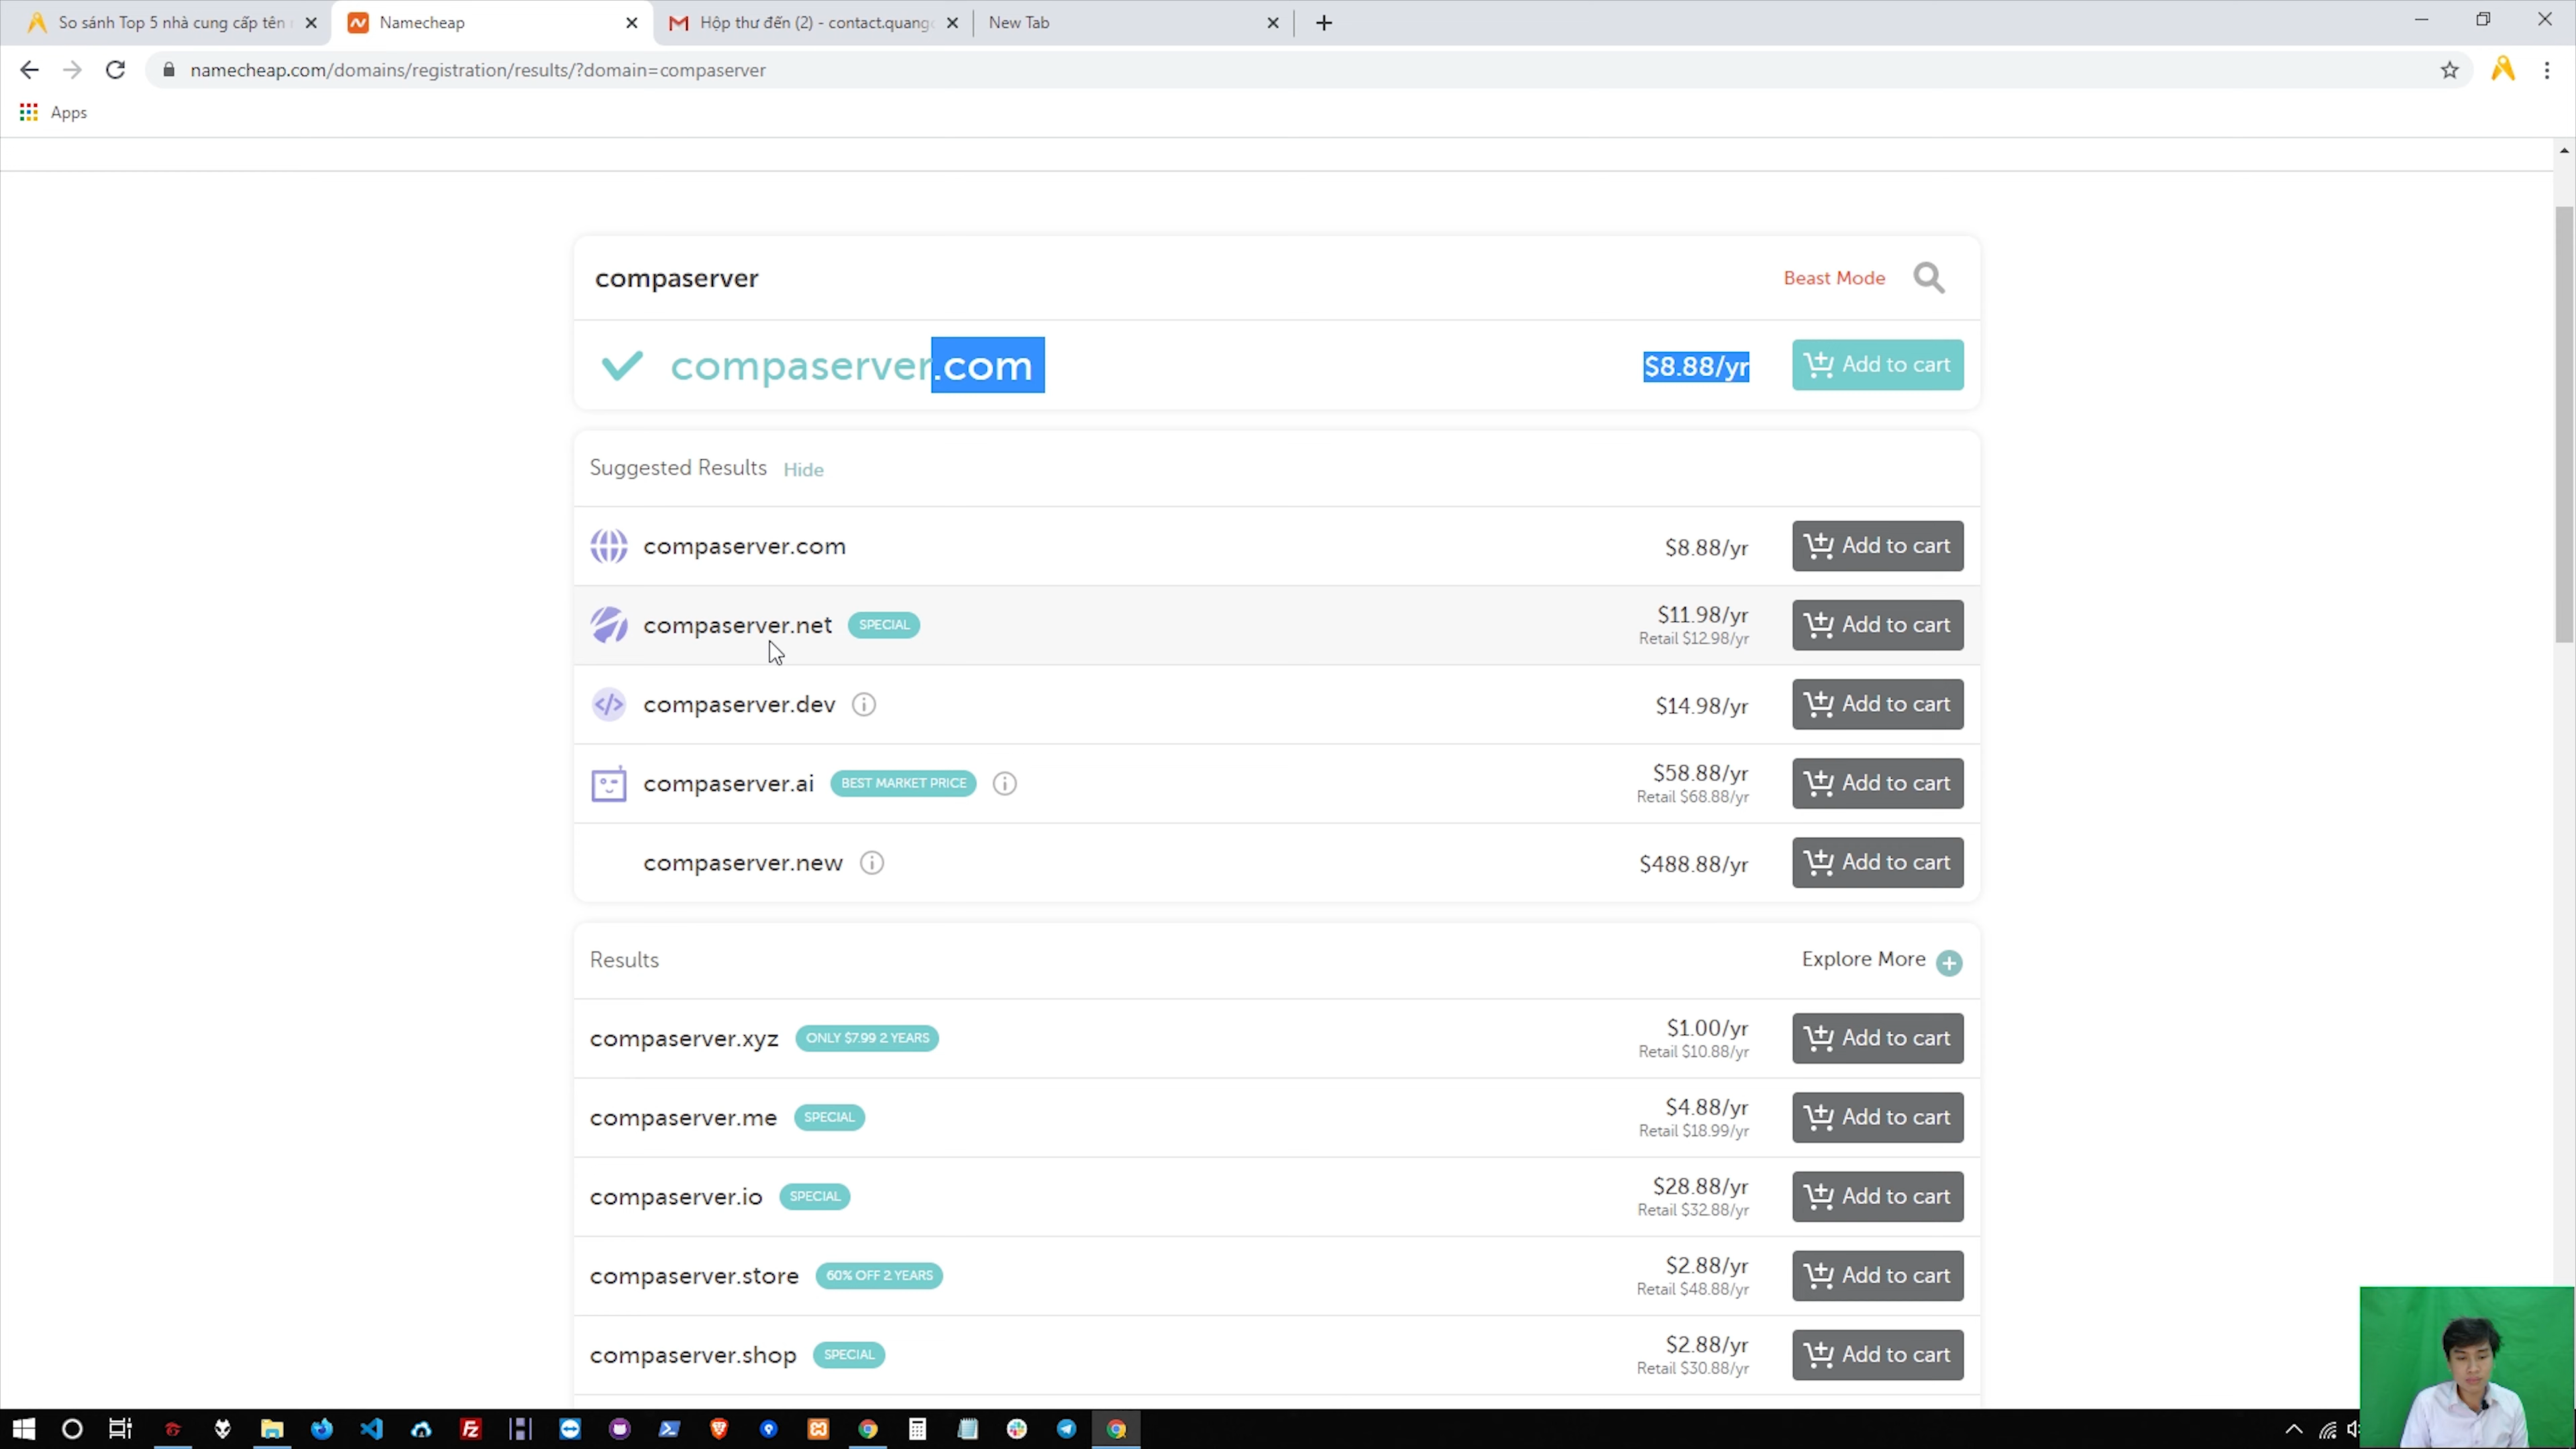 So sánh Top 5 nhà cung cấp tên
Namecheap
Hộp thư đến (2) - contact.quang
New Tab
namecheap.com/domains/registration/results/?domain=compaserver
Apps
compaserver
Beast Mode
compaserver.com
$8.88/yr
Add to cart
Suggested Results Hide
compaserver.com
$8.88/yr
Add to cart
compaserver.net SPECIAL
$11.98/yr
Retail $12.98/yr
Add to cart
compaserver.dev
$14.98/yr
Add to cart
compaserver.ai BEST MARKET PRICE
$58.88/yr
Retail $68.88/yr
Add to cart
compaserver.new
$488.88/yr
Add to cart
Results
Explore More
compaserver.xyz ONLY $7.99 2 YEARS
$1.00/yr
Retail $10.88/yr
Add to cart
compaserver.me SPECIAL
$4.88/yr
Retail $18.99/yr
Add to cart
compaserver.io SPECIAL
$28.88/yr
Retail $32.88/yr
Add to cart
compaserver.store 60% OFF 2 YEARS
$2.88/yr
Retail $48.88/yr
Add to cart
compaserver.shop SPECIAL
$2.88/yr
Retail $30.88/yr
Add to cart